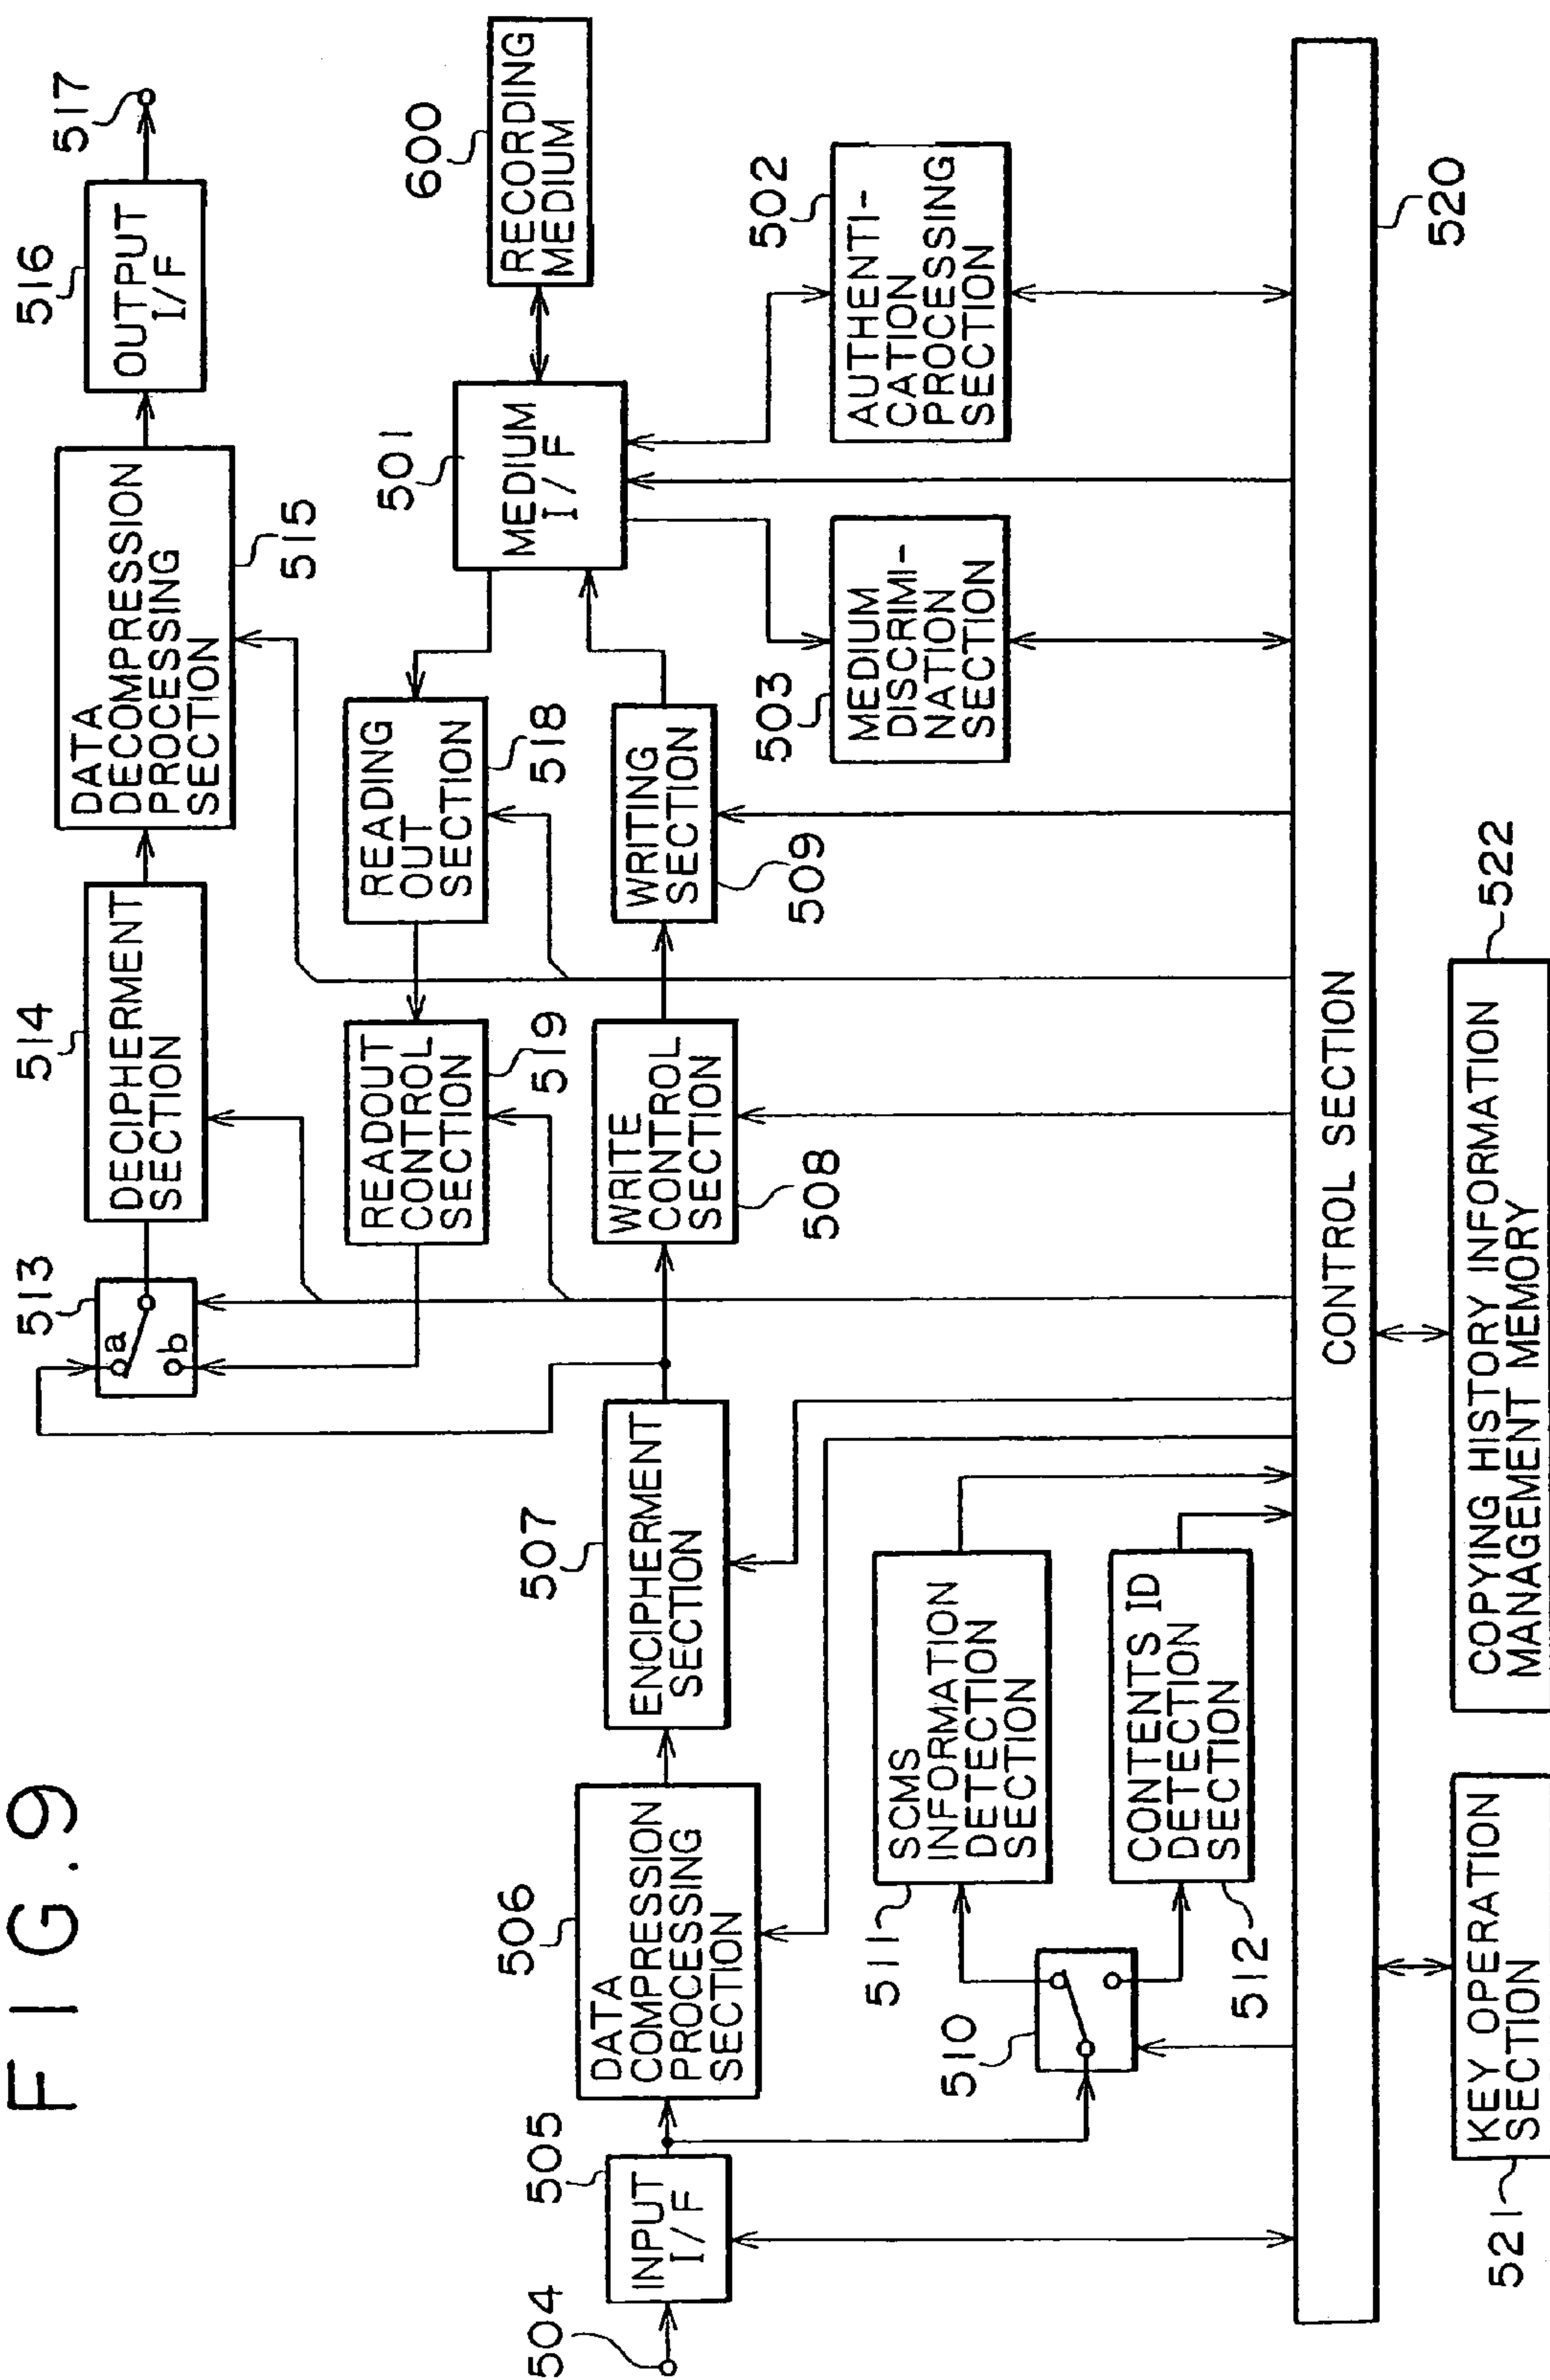 FIG.9
517
516
OUTPUT
I/F
515
DATA
DECOMPRESSION
PROCESSING
SECTION
514
DECIPHERMENT
SECTION
513
a
b
600
RECORDING
MEDIUM
501
MEDIUM
I/F
518
READING
OUT
SECTION
519
READOUT
CONTROL
SECTION
509
WRITING
SECTION
508
WRITE
CONTROL
SECTION
507
ENCIPHERMENT
SECTION
506
DATA
COMPRESSION
PROCESSING
SECTION
505
INPUT
I/F
504
502
AUTHENTI-
CATION
PROCESSING
SECTION
503
MEDIUM
DISCRIMI-
NATION
SECTION
511
SCMS
INFORMATION
DETECTION
SECTION
510
512
CONTENTS ID
DETECTION
SECTION
CONTROL SECTION
520
521
KEY OPERATION
SECTION
522
COPYING HISTORY INFORMATION
MANAGEMENT MEMORY